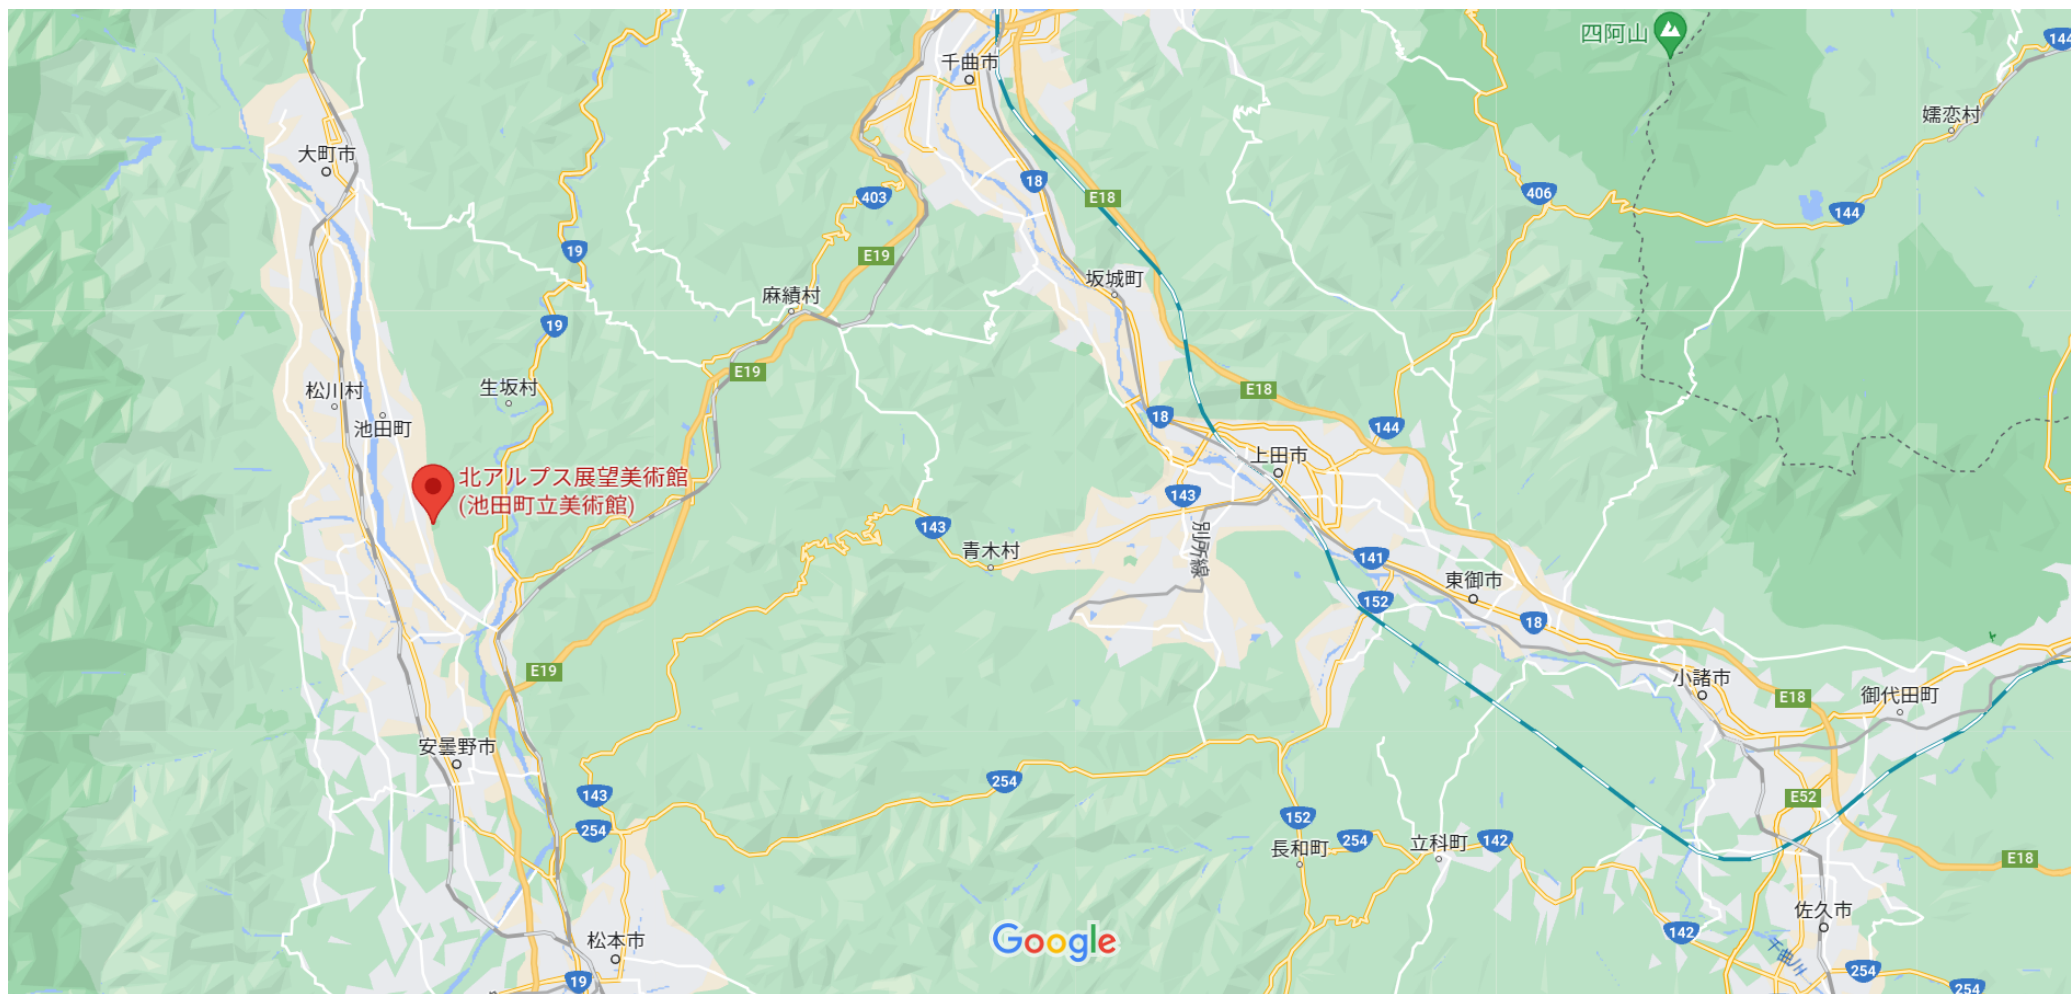 四阿山
144
千曲市
嬬恋村
大町市
18
403
E18
406
144
19
E19
坂城町
麻績村
19
E19
E18
松川村
生坂村
18
144
池田町
上田市
北アルプス展望美術館
(池田町立美術館)
143
143
別所線
青木村
141
東御市
152
18
E19
小諸市
E18
御代田町
安曇野市
254
143
E52
152
254
長和町
254
立科町
142
E18
佐久市
松本市
Google
142
千曲川
19
254
254